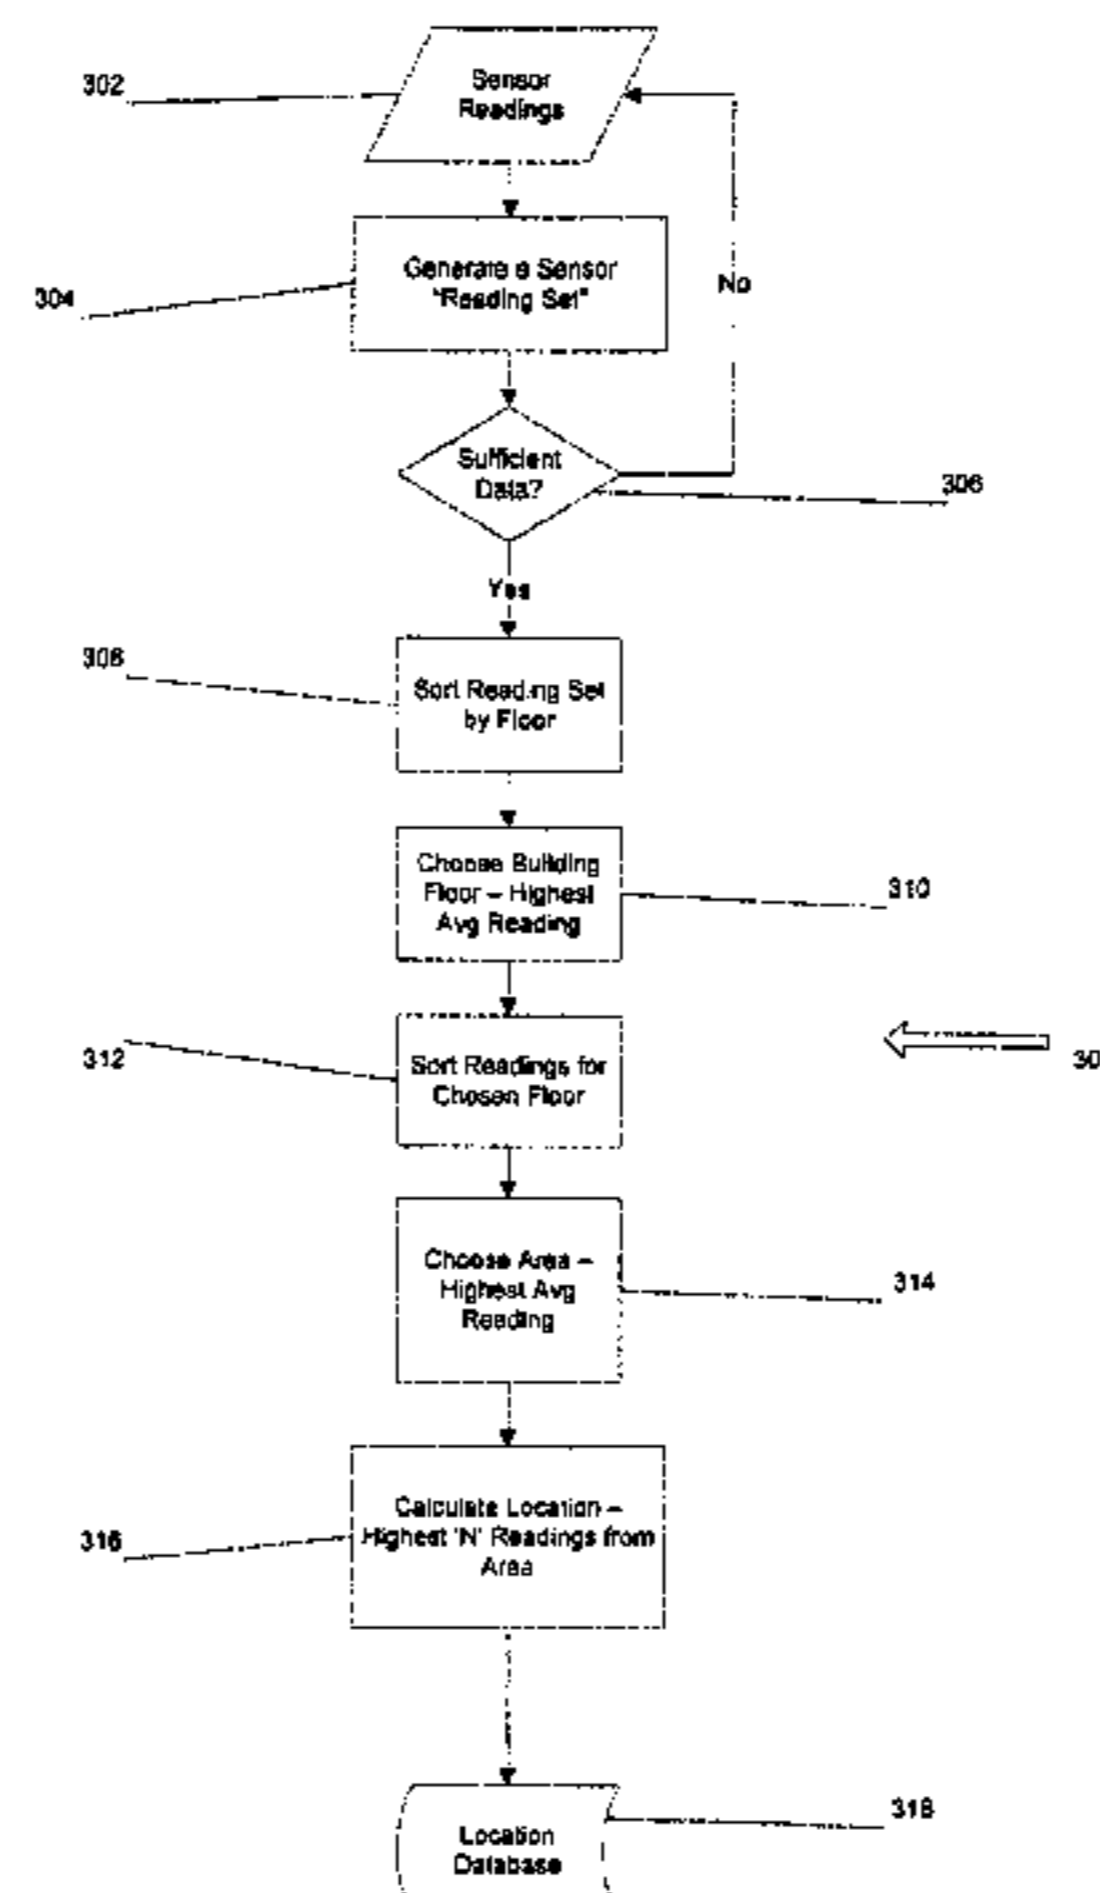 302
Sensor
Readings
304
Generate a Sensor
"Reading Set"
No
Sufficient
Data?
306
Yes
308
Sort Reading Set
by Floor
Choose Building
Floor – Highest
Avg Reading
310
312
Sort Readings for
Chosen Floor
30
Choose Area –
Highest Avg
Reading
314
316
Calculate Location –
Highest 'N' Readings from
Area
318
Location
Database